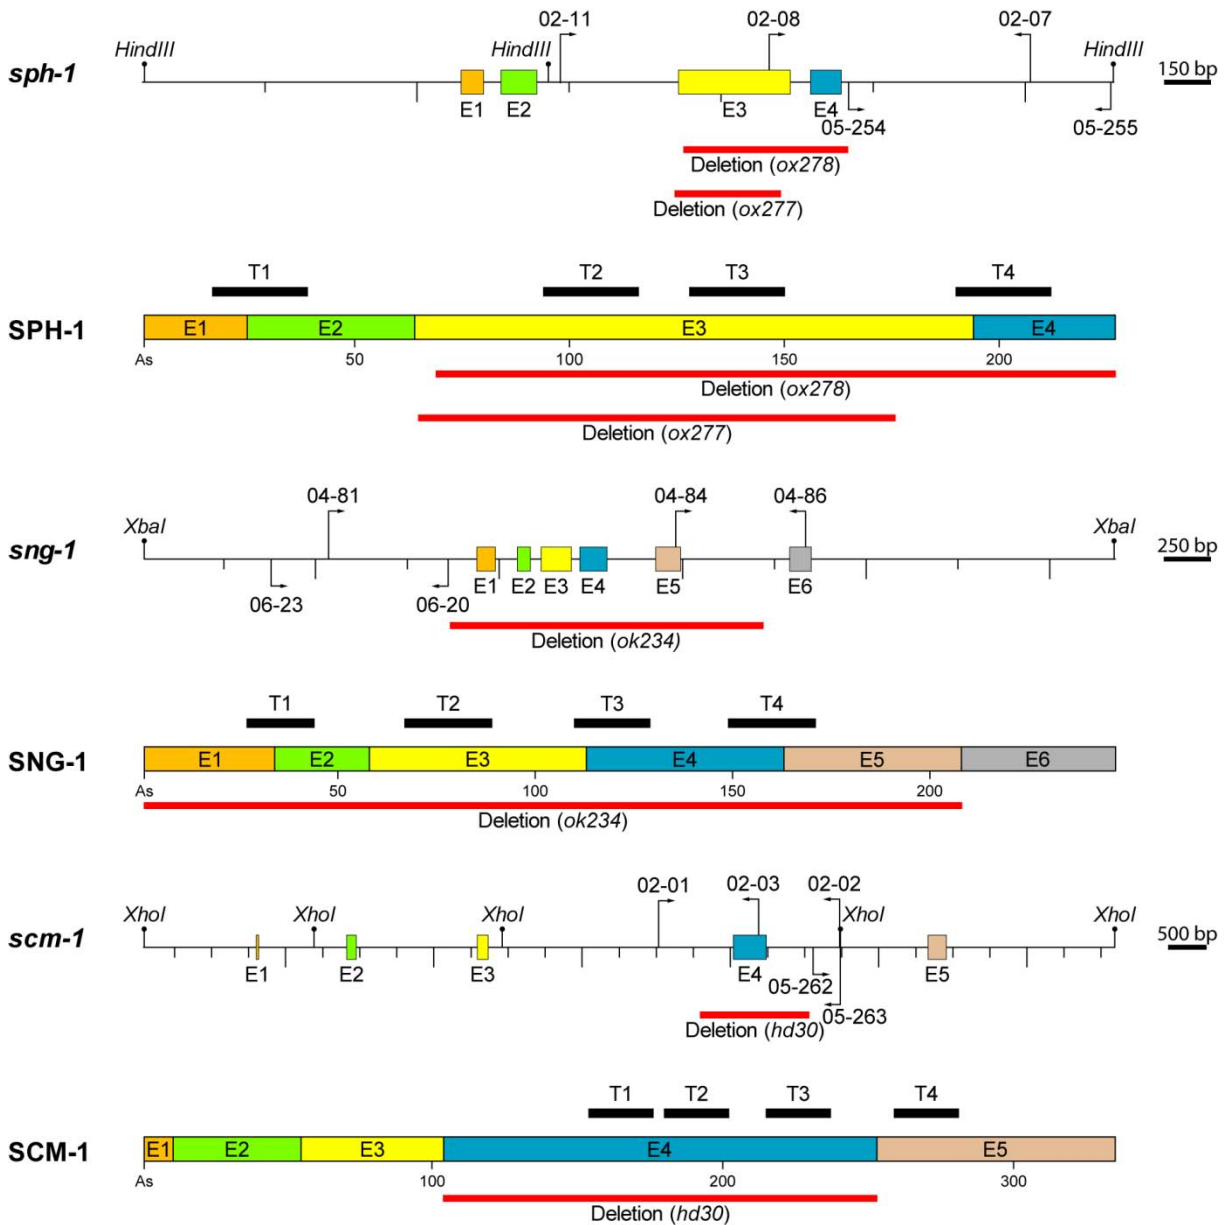 02-11 02-08 02-07
sph-1 HindIII HindIII HindIII 150 bp
E1 E2 E3 E4
05-254 05-255
Deletion (ox278)
Deletion (ox277)
T1 T2 T3 T4
SPH-1 E1 E2 E3 E4
As 50 100 150 200
Deletion (ox278)
Deletion (ox277)
04-81 04-84 04-86
sng-1 XbaI XbaI 250 bp
E1 E2 E3 E4 E5 E6
06-23 06-20
Deletion (ok234)
T1 T2 T3 T4
SNG-1 E1 E2 E3 E4 E5 E6
As 50 100 150 200
Deletion (ok234)
02-01 02-03 02-02
scm-1 XhoI XhoI XhoI XhoI XhoI 500 bp
E1 E2 E3 E4 E5
05-262 05-263
Deletion (hd30)
T1 T2 T3 T4
SCM-1 E1 E2 E3 E4 E5
As 100 200 300
Deletion (hd30)